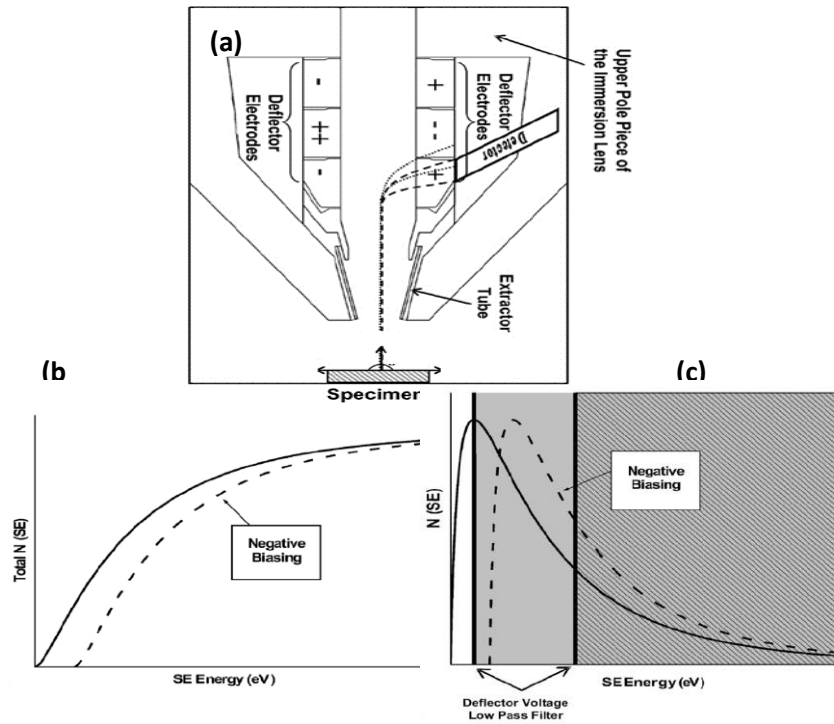 (a)
Upper Pole Piece of
the Immersion Lens
Deflector
Electrodes
-
++
-
+
--
+
Deflector
Electrodes
Detector
Extractor
Tube
Specimen
(b)
Total N (SE)
Negative
Biasing
SE Energy (eV)
(c)
N (SE)
Negative
Biasing
SE Energy (eV)
Deflector Voltage
Low Pass Filter